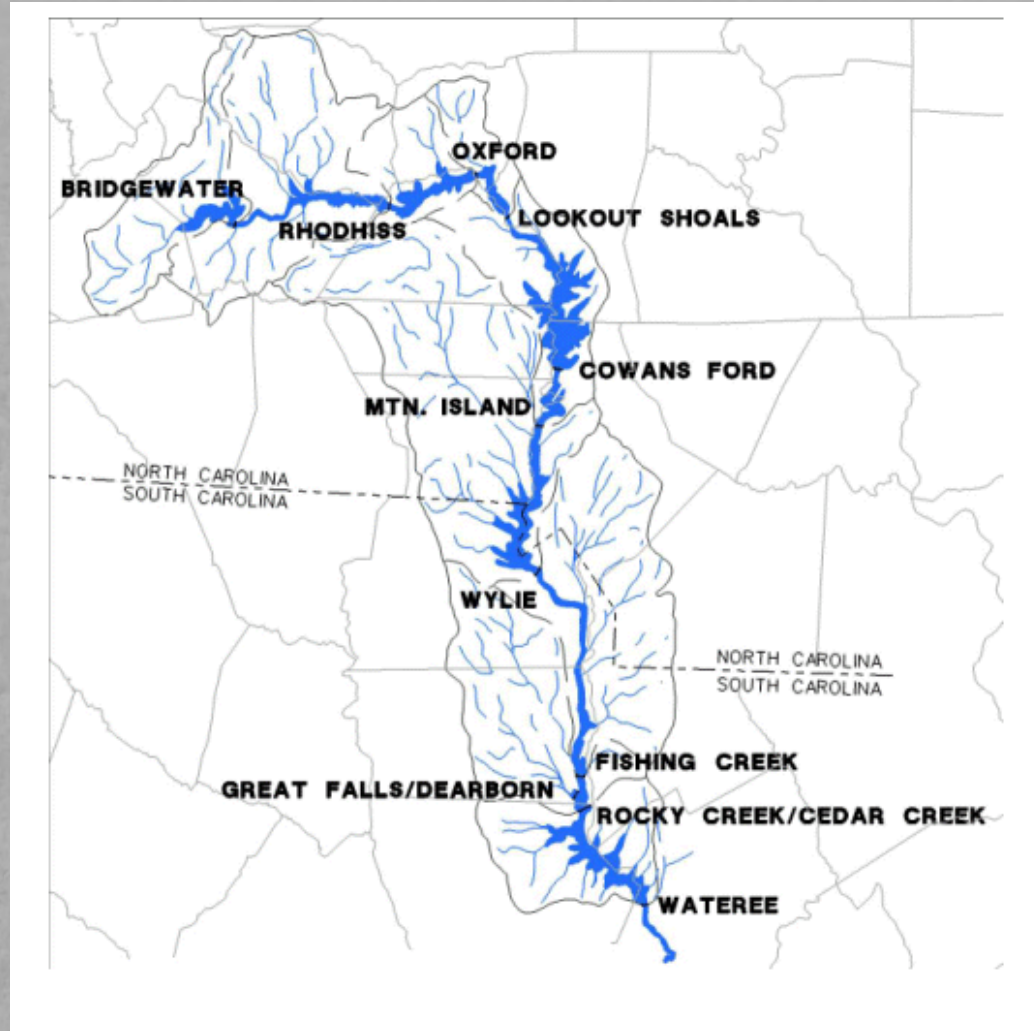 OXFORD
BRIDGEWATER
LOOKOUT SHOALS
RHODHISS
COWANS FORD
MTN. ISLAND
NORTH CAROLINA
SOUTH CAROLINA
WYLIE
NORTH CAROLINA
SOUTH CAROLINA
FISHING CREEK
GREAT FALLS/DEARBORN
ROCKY CREEK/CEDAR CREEK
WATEREE